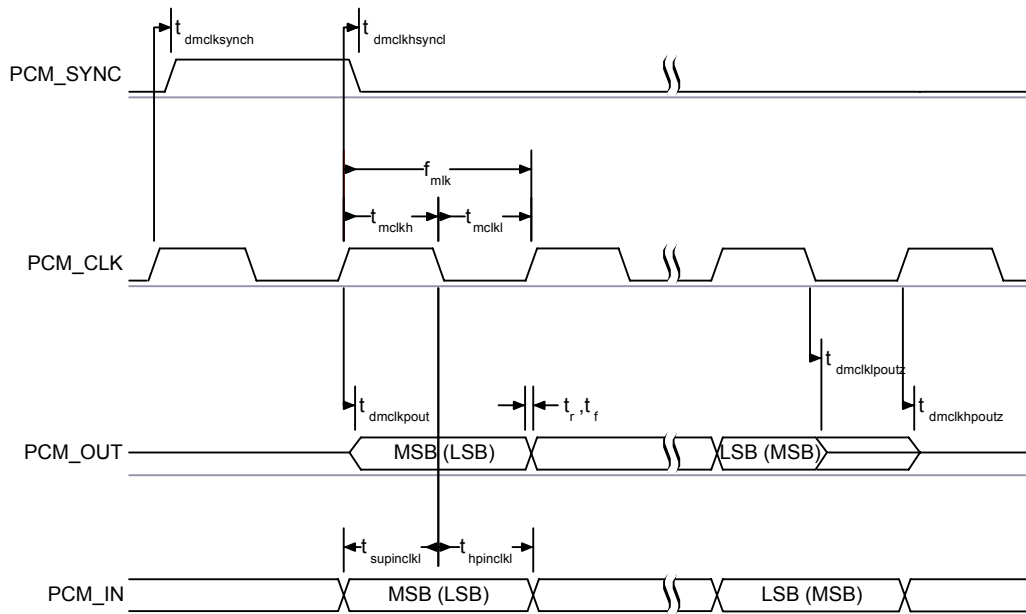 t dmclksynch
t dmclkhsyncl
PCM_SYNC
f mlk
t mclkh
t mclkl
PCM_CLK
t dmclklpoutz
t dmclkpout
t r ,t f
t dmclkhpoutz
PCM_OUT
MSB (LSB)
LSB (MSB)
t supinclkl
t hpinclkl
PCM_IN
MSB (LSB)
LSB (MSB)